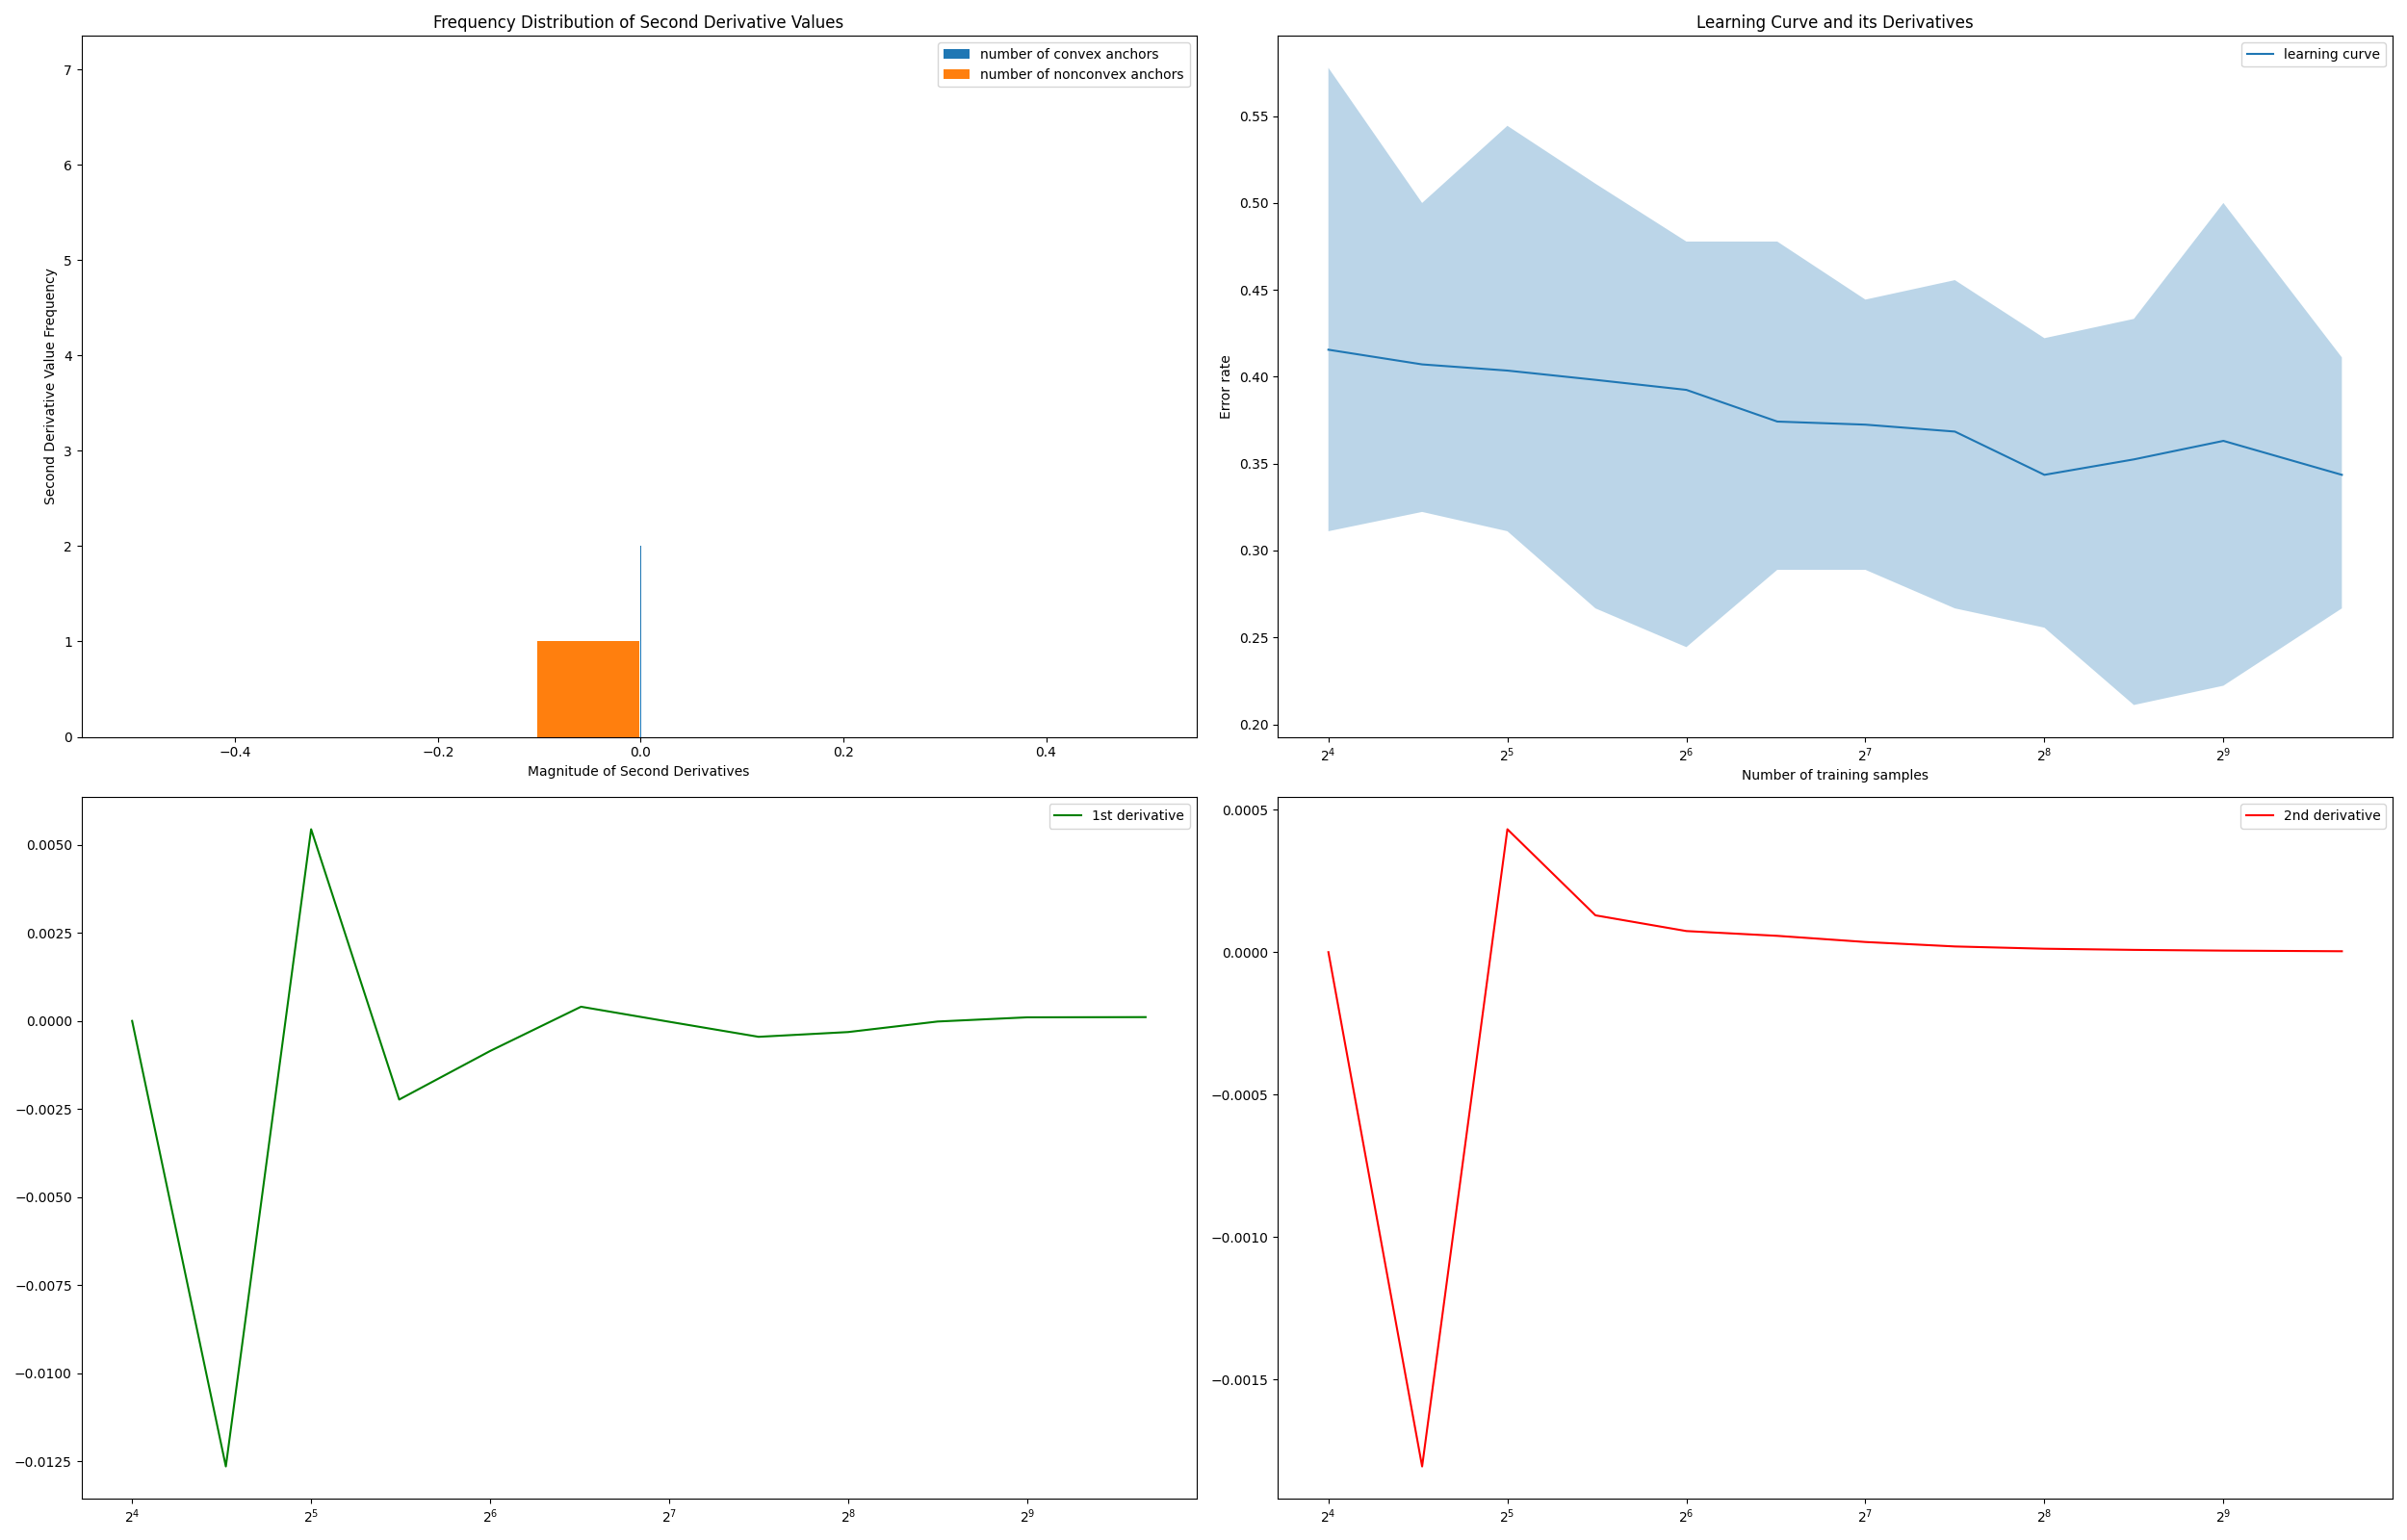 Frequency Distribution of Second Derivative Values
number of convex anchors
number of nonconvex anchors
7
6
5
4
3
2
1
0
Second Derivative Value Frequency
−0.4 −0.2 0.0 0.2 0.4
Magnitude of Second Derivatives
Learning Curve and its Derivatives
learning curve
0.55
0.50
0.45
0.40
0.35
0.30
0.25
0.20
Error rate
2⁴ 2⁵ 2⁶ 2⁷ 2⁸ 2⁹
Number of training samples
1st derivative
0.0050
0.0025
0.0000
−0.0025
−0.0050
−0.0075
−0.0100
−0.0125
2⁴ 2⁵ 2⁶ 2⁷ 2⁸ 2⁹
2nd derivative
0.0005
0.0000
−0.0005
−0.0010
−0.0015
2⁴ 2⁵ 2⁶ 2⁷ 2⁸ 2⁹